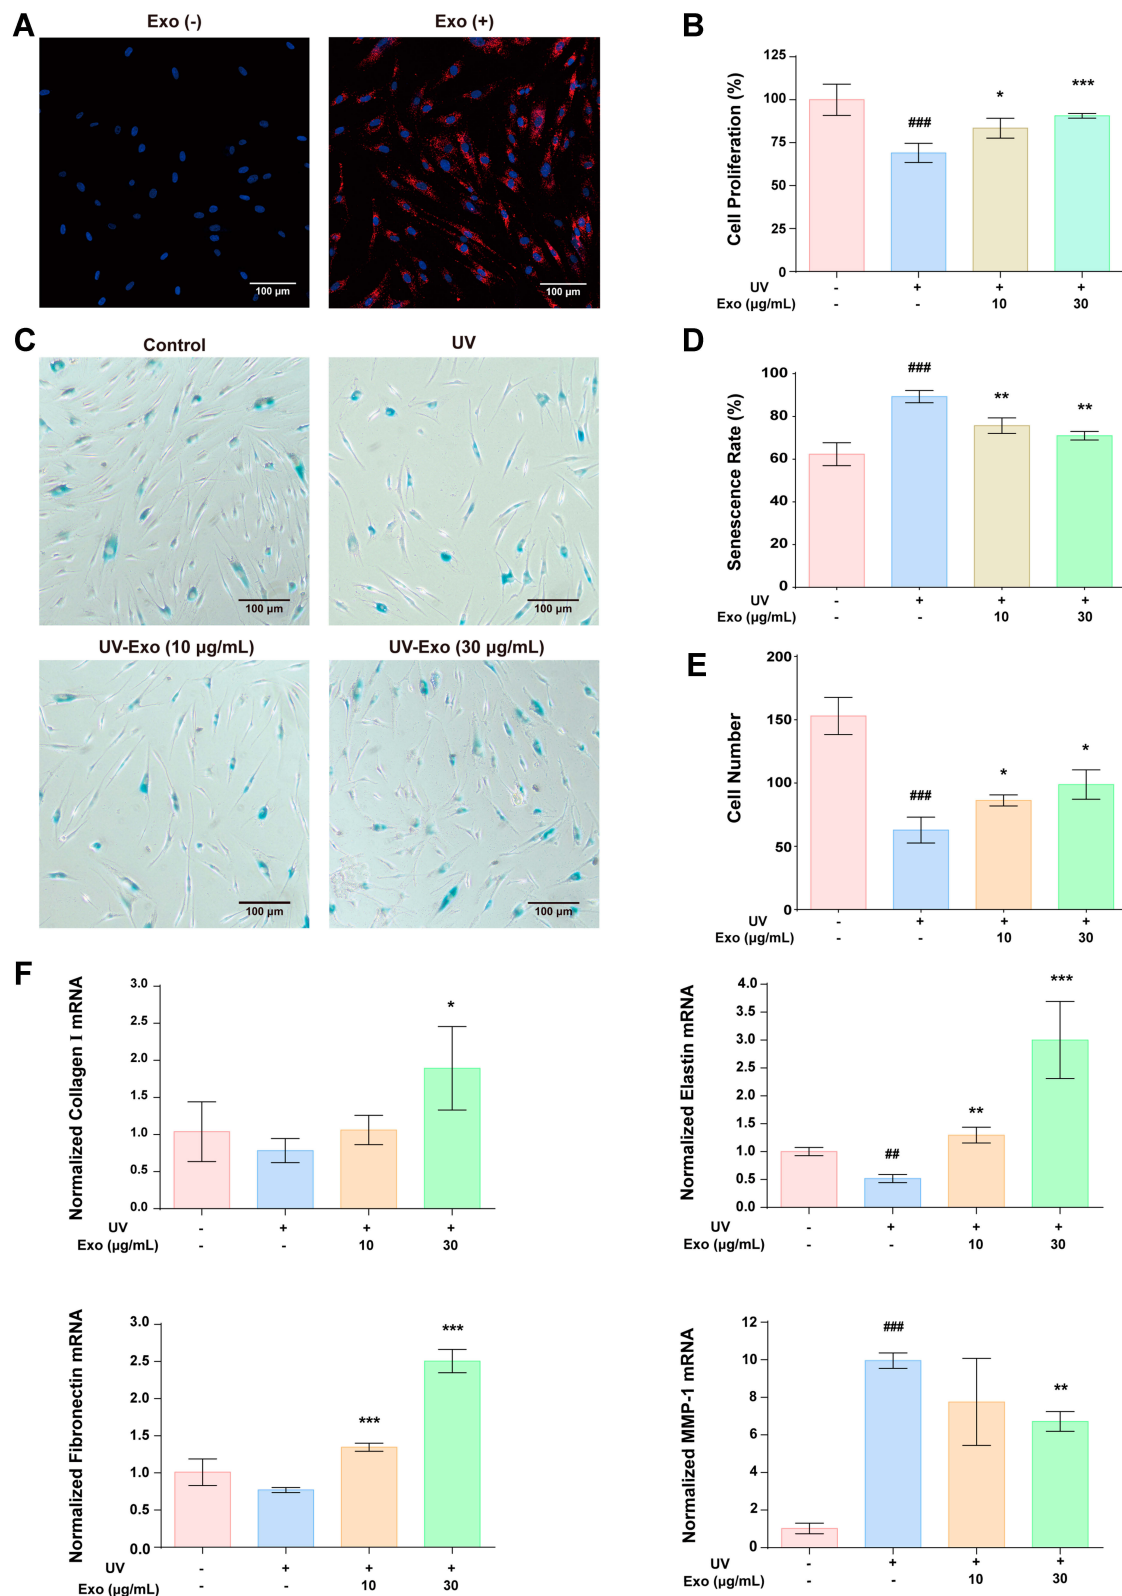 A
Exo (-)
Exo (+)
100 μm
100 μm
B
Cell Proliferation (%)
125
100
75
50
25
0
###
*
***
UV - + + +
Exo (μg/mL) - - 10 30
C
Control
UV
100 μm
100 μm
UV-Exo (10 μg/mL)
UV-Exo (30 μg/mL)
100 μm
100 μm
D
Senescence Rate (%)
100
80
60
40
20
0
###
**
**
UV - + + +
Exo (μg/mL) - - 10 30
E
Cell Number
200
150
100
50
0
###
*
*
UV - + + +
Exo (μg/mL) - - 10 30
F
Normalized Collagen I mRNA
3.0
2.5
2.0
1.5
1.0
0.5
0.0
*
UV - + + +
Exo (μg/mL) - - 10 30
Normalized Elastin mRNA
4.0
3.5
3.0
2.5
2.0
1.5
1.0
0.5
0.0
##
**
***
UV - + + +
Exo (μg/mL) - - 10 30
Normalized Fibronectin mRNA
3.0
2.5
2.0
1.5
1.0
0.5
0.0
***
***
UV - + + +
Exo (μg/mL) - - 10 30
Normalized MMP-1 mRNA
12
10
8
6
4
2
0
###
**
UV - + + +
Exo (μg/mL) - - 10 30